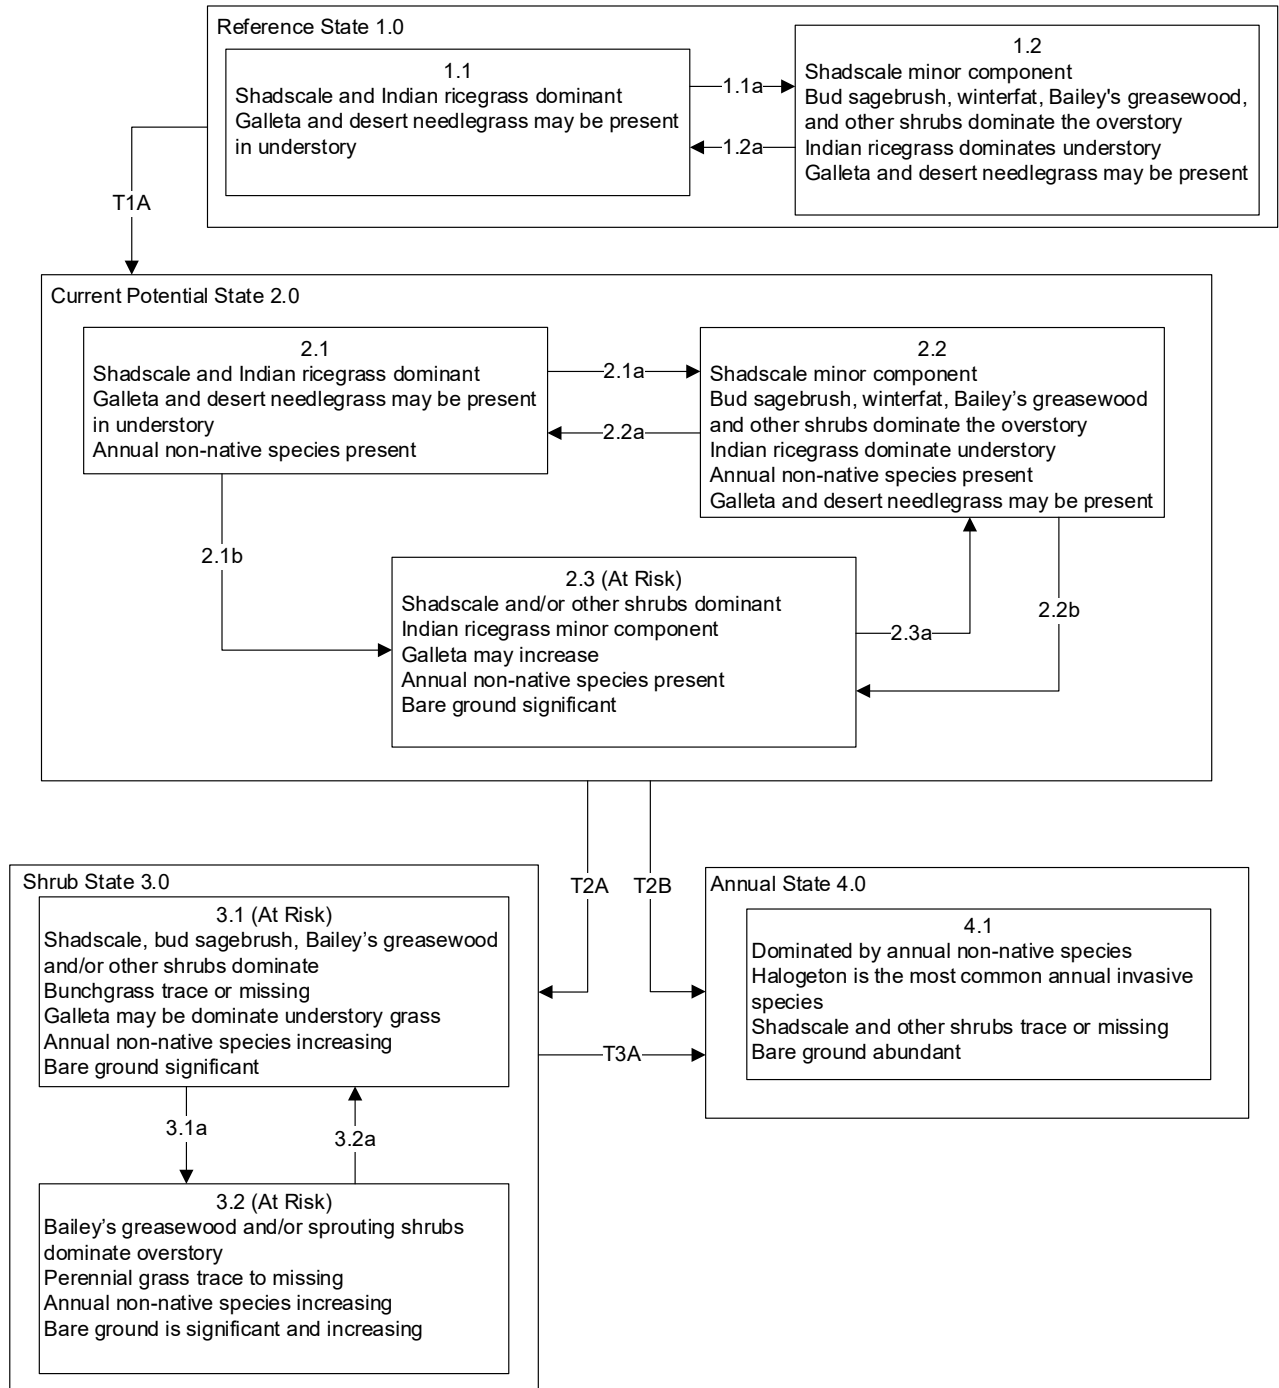 Reference State 1.0
1.1
Shadscale and Indian ricegrass dominant
Galleta and desert needlegrass may be present
in understory
1.1a
1.2a
1.2
Shadscale minor component
Bud sagebrush, winterfat, Bailey's greasewood,
and other shrubs dominate the overstory
Indian ricegrass dominates understory
Galleta and desert needlegrass may be present
T1A
Current Potential State 2.0
2.1
Shadscale and Indian ricegrass dominant
Galleta and desert needlegrass may be present
in understory
Annual non-native species present
2.1a
2.2a
2.2
Shadscale minor component
Bud sagebrush, winterfat, Bailey’s greasewood
and other shrubs dominate the overstory
Indian ricegrass dominate understory
Annual non-native species present
Galleta and desert needlegrass may be present
2.1b
2.3 (At Risk)
Shadscale and/or other shrubs dominant
Indian ricegrass minor component
Galleta may increase
Annual non-native species present
Bare ground significant
2.3a
2.2b
T2A
T2B
Shrub State 3.0
3.1 (At Risk)
Shadscale, bud sagebrush, Bailey’s greasewood
and/or other shrubs dominate
Bunchgrass trace or missing
Galleta may be dominate understory grass
Annual non-native species increasing
Bare ground significant
3.1a
3.2a
3.2 (At Risk)
Bailey’s greasewood and/or sprouting shrubs
dominate overstory
Perennial grass trace to missing
Annual non-native species increasing
Bare ground is significant and increasing
T3A
Annual State 4.0
4.1
Dominated by annual non-native species
Halogeton is the most common annual invasive
species
Shadscale and other shrubs trace or missing
Bare ground abundant